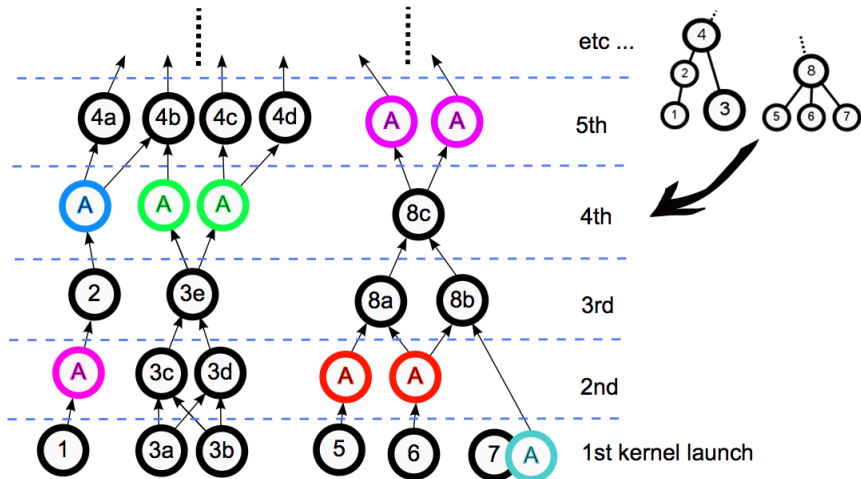 etc ...
4
2
8
1
3
5 6 7
4a 4b 4c 4d A A 5th
A A A 8c 4th
2 3e 8a 8b 3rd
A 3c 3d A A 2nd
1 3a 3b 5 6 7 A 1st kernel launch